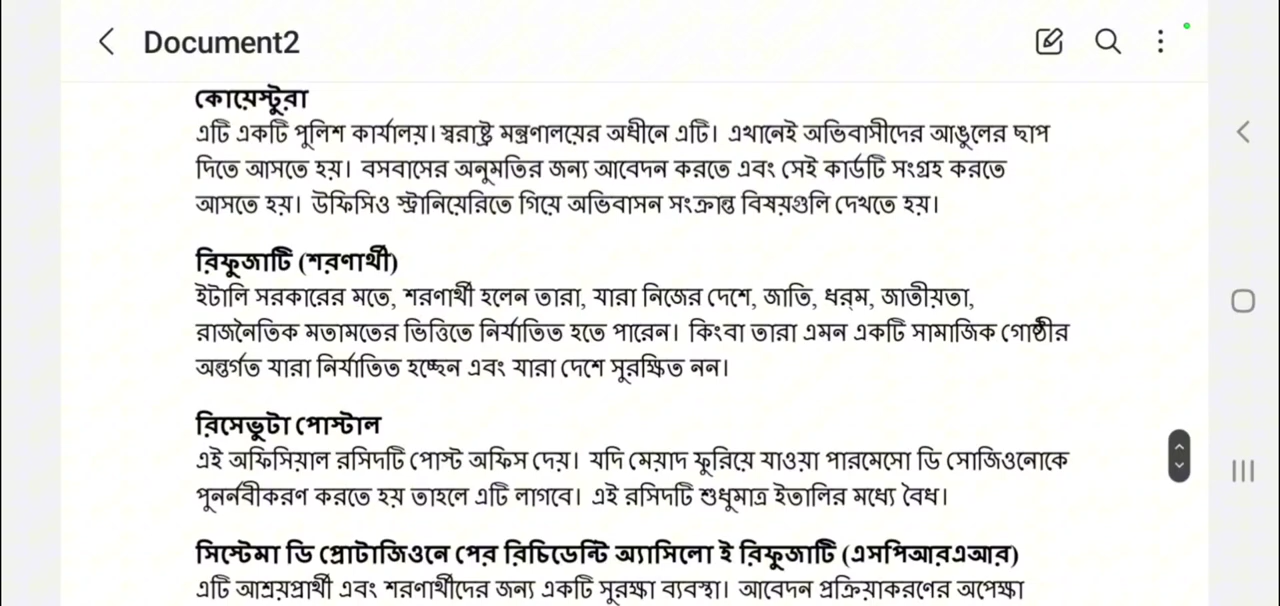 Document2
কোয়েস্টুরা
এটি একটি পুলিশ কার্যালয়। স্বরাষ্ট্র মন্ত্রণালয়ের অধীনে এটি। এখানেই অভিবাসীদের আঙুলের ছাপ
দিতে আসতে হয়। বসবাসের অনুমতির জন্য আবেদন করতে এবং সেই কার্ডটি সংগ্রহ করতে
আসতে হয়। উফিসিও স্ট্রানিয়েরিতে গিয়ে অভিবাসন সংক্রান্ত বিষয়গুলি দেখতে হয়।
রিফুজাটি (শরণার্থী)
ইটালি সরকারের মতে, শরণার্থী হলেন তারা, যারা নিজের দেশে, জাতি, ধর্ম, জাতীয়তা,
রাজনৈতিক মতামতের ভিত্তিতে নির্যাতিত হতে পারেন। কিংবা তারা এমন একটি সামাজিক গোষ্ঠীর
অন্তর্গত যারা নির্যাতিত হচ্ছেন এবং যারা দেশে সুরক্ষিত নন।
রিসেভুটা পোস্টাল
এই অফিসিয়াল রসিদটি পোস্ট অফিস দেয়। যদি মেয়াদ ফুরিয়ে যাওয়া পারমেসো ডি সোজিওনোকে
পুনর্নবীকরণ করতে হয় তাহলে এটি লাগবে। এই রসিদটি শুধুমাত্র ইতালির মধ্যে বৈধ।
সিস্টেমা ডি প্রোটাজিওনে পের রিচিডেন্টি অ্যাসিলো ই রিফুজাটি (এসপিআরএআর)
এটি আশ্রয়প্রার্থী এবং শরণার্থীদের জন্য একটি সুরক্ষা ব্যবস্থা। আবেদন প্রক্রিয়াকরণের অপেক্ষা